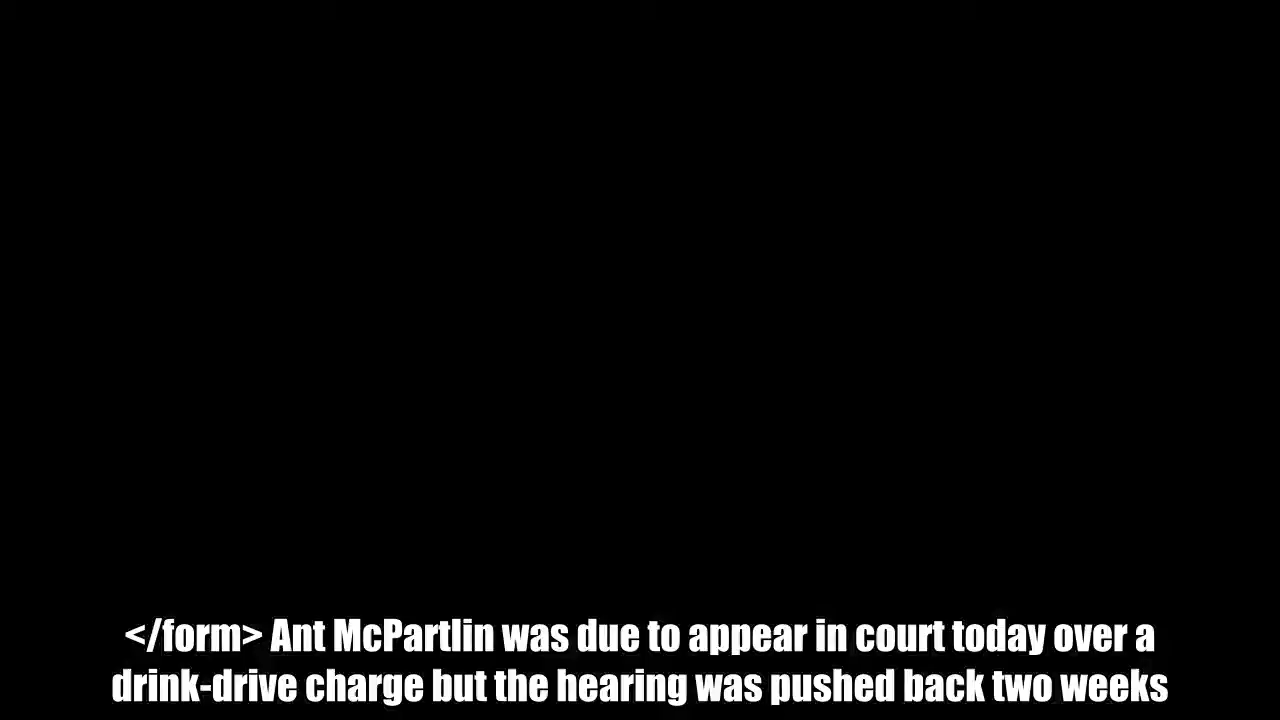 </form> Ant McPartlin was due to appear in court today over a
drink-drive charge but the hearing was pushed back two weeks